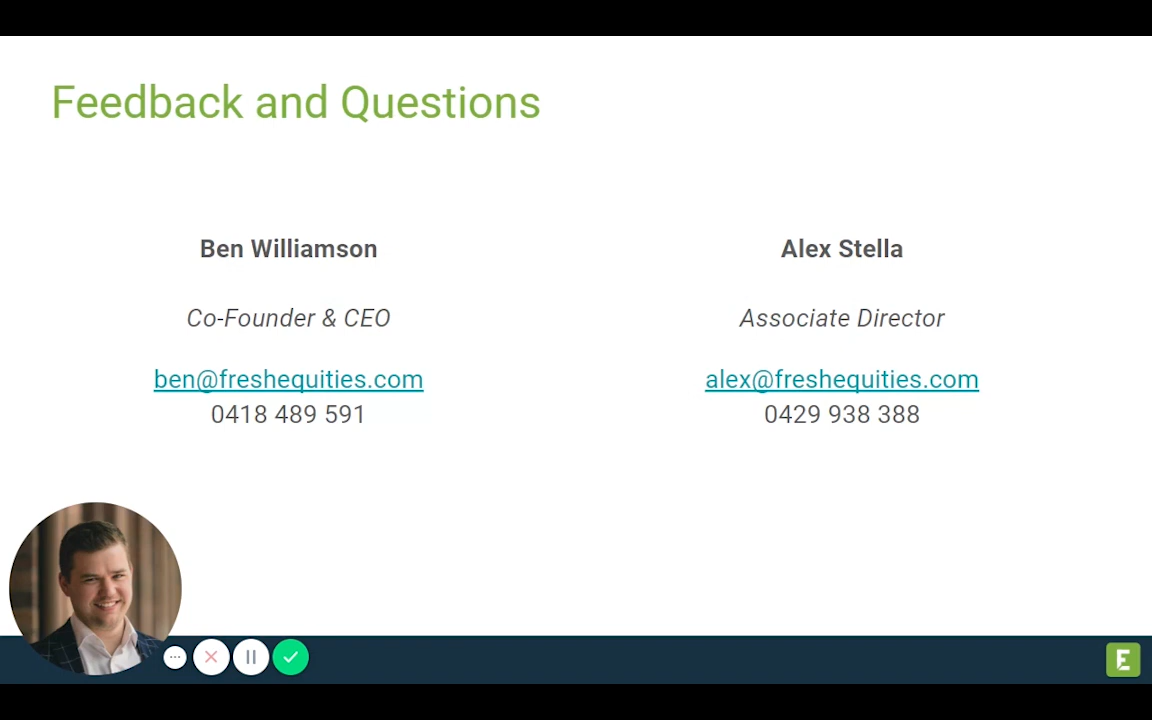 Feedback and Questions
Ben Williamson
Co-Founder & CEO
ben@freshequities.com
0418 489 591
Alex Stella
Associate Director
alex@freshequities.com
0429 938 388
E